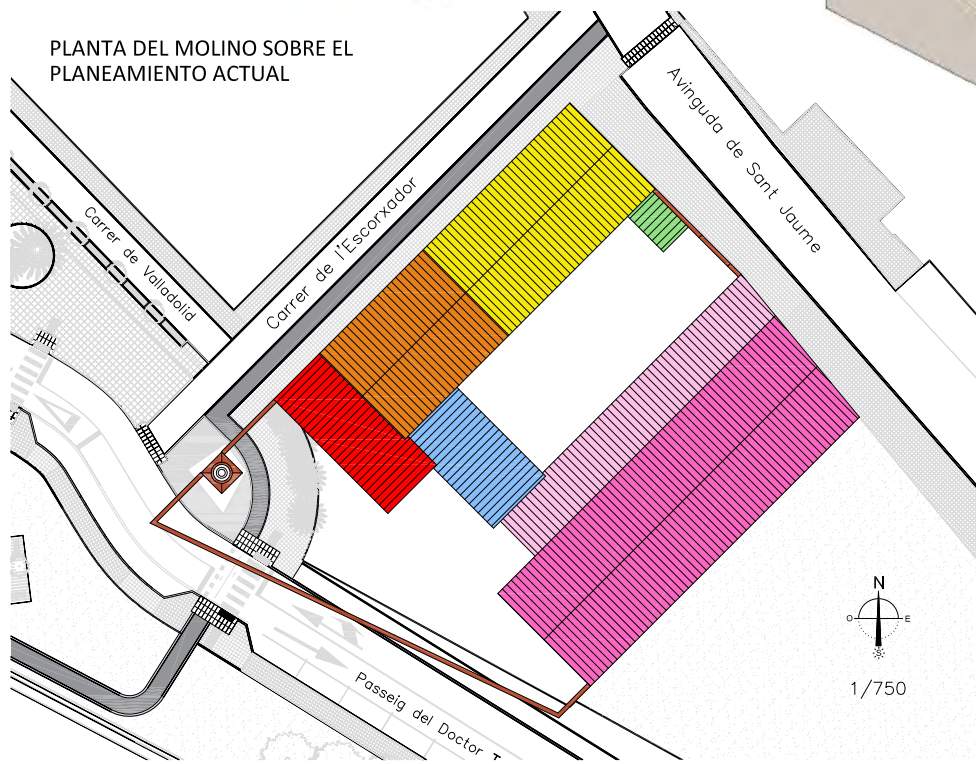 PLANTA DEL MOLINO SOBRE EL
PLANEAMIENTO ACTUAL
Avinguda de Sant Jaume
Carrer de l'Escorxador
Carrer de Valladolid
Passeig del Doctor
N
O E
S
1/750